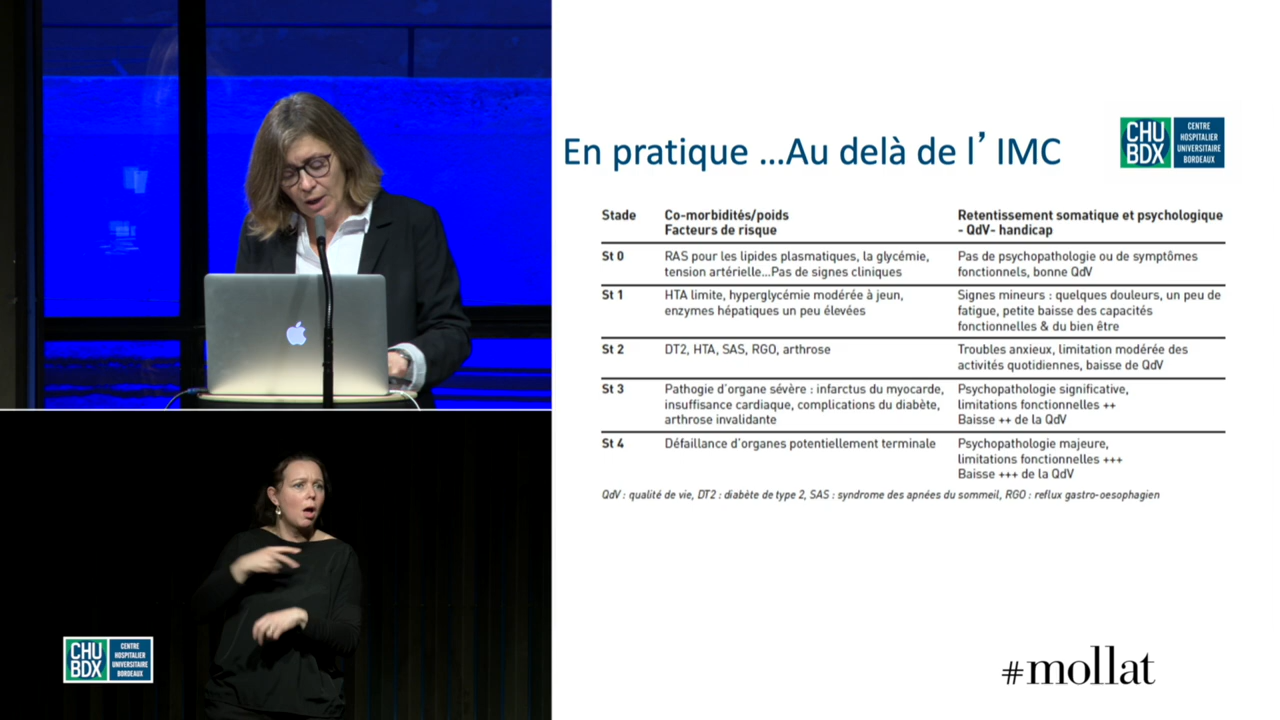 En pratique ...Au delà de l’ IMC
CHU
BDX
CENTRE
HOSPITALIER
UNIVERSITAIRE
BORDEAUX
Stade
Co-morbidités/poids
Facteurs de risque
Retentissement somatique et psychologique
- QdV- handicap
St 0
RAS pour les lipides plasmatiques, la glycémie,
tension artérielle...Pas de signes cliniques
Pas de psychopathologie ou de symptômes
fonctionnels, bonne QdV
St 1
HTA limite, hyperglycémie modérée à jeun,
enzymes hépatiques un peu élevées
Signes mineurs : quelques douleurs, un peu de
fatigue, petite baisse des capacités
fonctionnelles & du bien être
St 2
DT2, HTA, SAS, RGO, arthrose
Troubles anxieux, limitation modérée des
activités quotidiennes, baisse de QdV
St 3
Pathogie d’organe sévère : infarctus du myocarde,
insuffisance cardiaque, complications du diabète,
arthrose invalidante
Psychopathologie significative,
limitations fonctionnelles ++
Baisse ++ de la QdV
St 4
Défaillance d’organes potentiellement terminale
Psychopathologie majeure,
limitations fonctionnelles +++
Baisse +++ de la QdV
QdV : qualité de vie, DT2 : diabète de type 2, SAS : syndrome des apnées du sommeil, RGO : reflux gastro-oesophagien
CHU
BDX
CENTRE
HOSPITALIER
UNIVERSITAIRE
BORDEAUX
#mollat